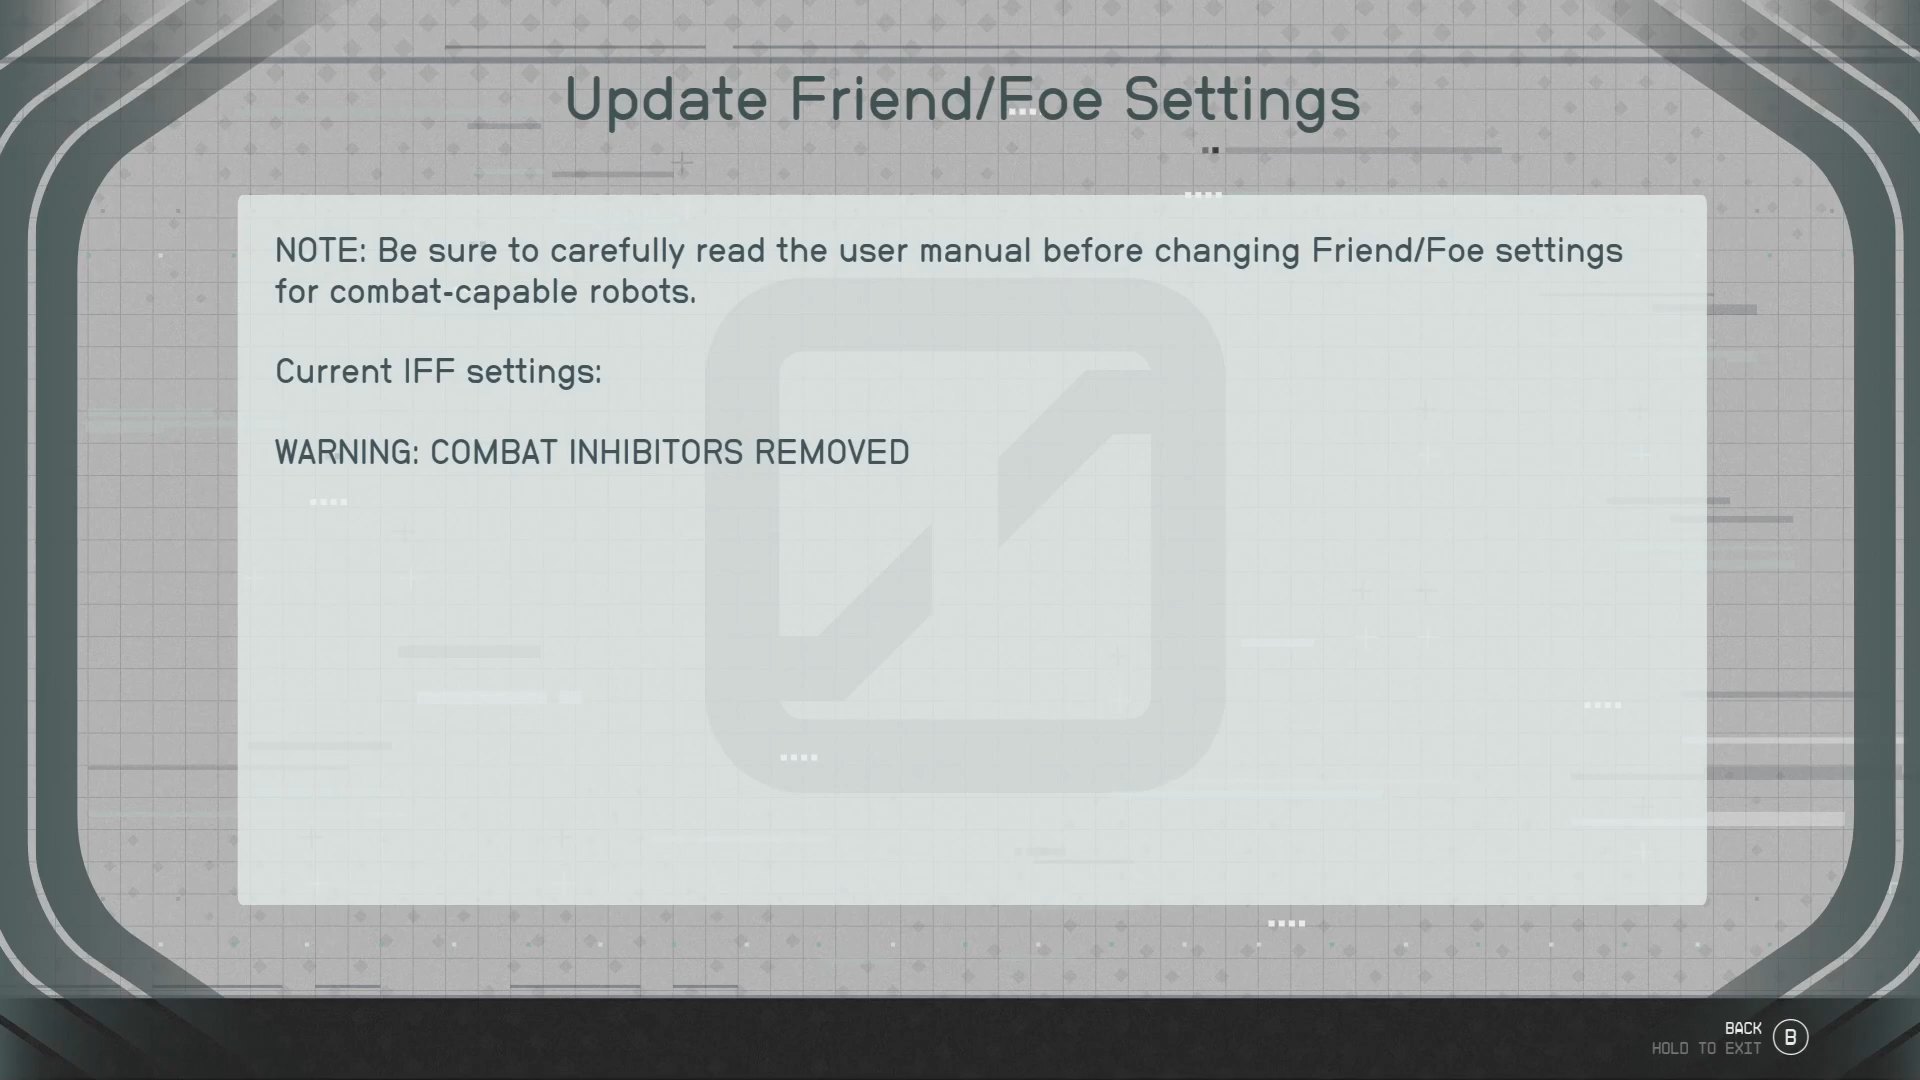 Update Friend/Foe Settings
NOTE: Be sure to carefully read the user manual before changing Friend/Foe settings
for combat-capable robots.
Current IFF settings:
WARNING: COMBAT INHIBITORS REMOVED
BACK
HOLD TO EXIT
B